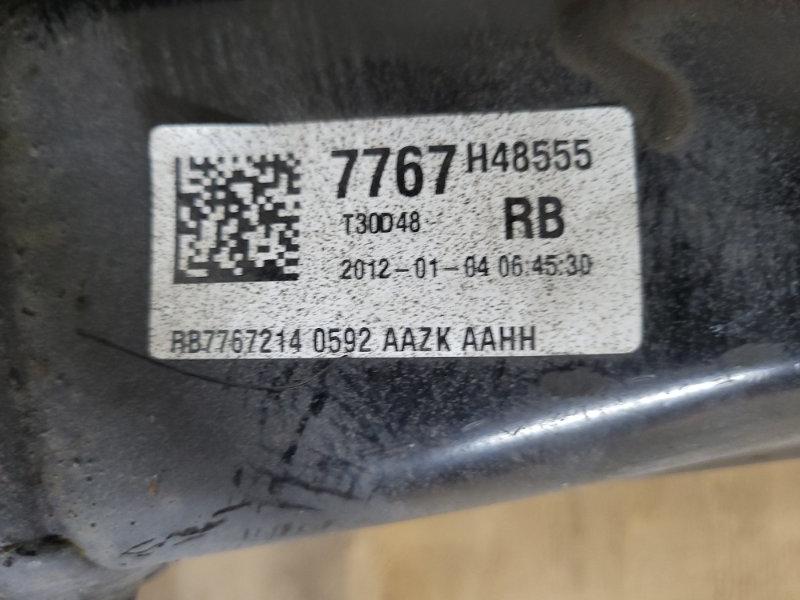 7767 H48555
T30D48 RB
2012-01-04 06:45:30
RB7767214 0592 AAZK AAHH